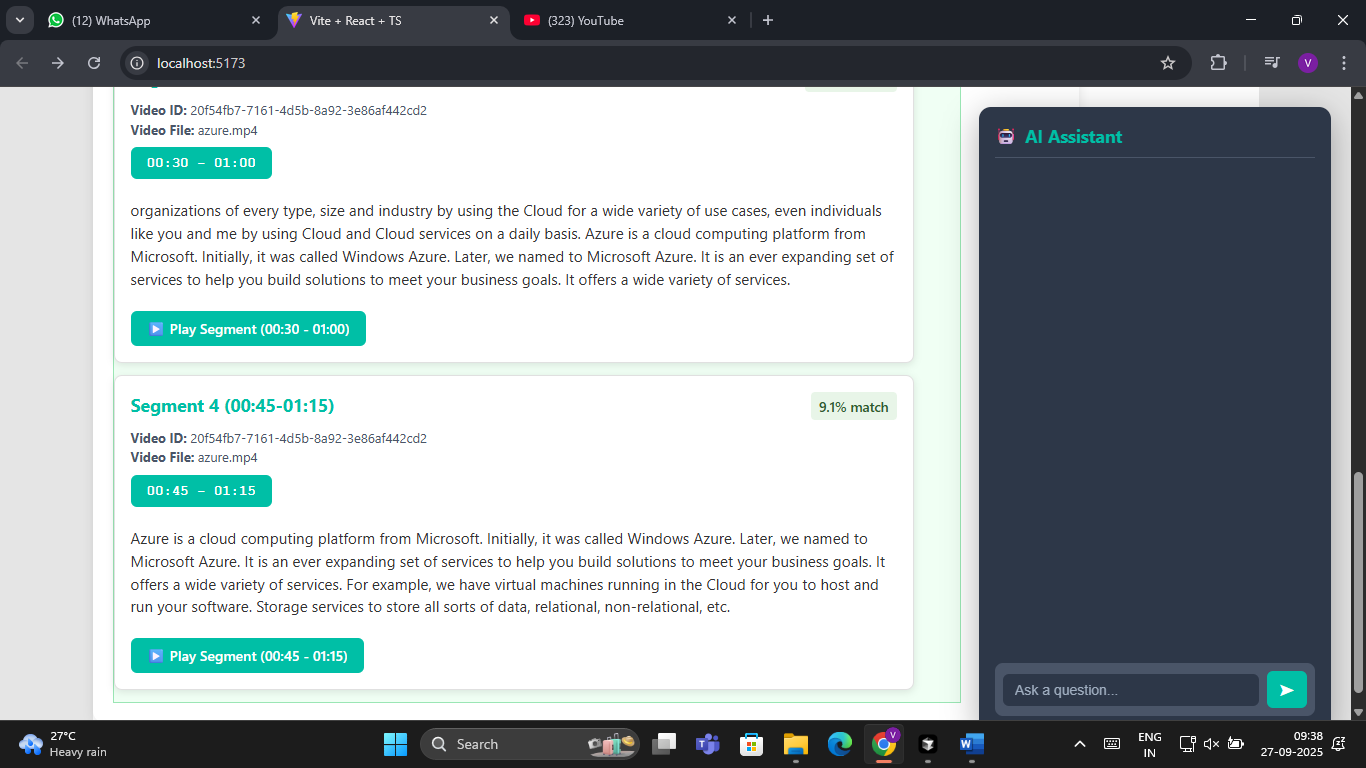 (12) WhatsApp
Vite + React + TS
(323) YouTube
localhost:5173
V
Video ID: 20f54fb7-7161-4d5b-8a92-3e86af442cd2
Video File: azure.mp4
00:30 – 01:00
organizations of every type, size and industry by using the Cloud for a wide variety of use cases, even individuals
like you and me by using Cloud and Cloud services on a daily basis. Azure is a cloud computing platform from
Microsoft. Initially, it was called Windows Azure. Later, we named to Microsoft Azure. It is an ever expanding set of
services to help you build solutions to meet your business goals. It offers a wide variety of services.
Play Segment (00:30 - 01:00)
Segment 4 (00:45-01:15)
9.1% match
Video ID: 20f54fb7-7161-4d5b-8a92-3e86af442cd2
Video File: azure.mp4
00:45 – 01:15
Azure is a cloud computing platform from Microsoft. Initially, it was called Windows Azure. Later, we named to
Microsoft Azure. It is an ever expanding set of services to help you build solutions to meet your business goals. It
offers a wide variety of services. For example, we have virtual machines running in the Cloud for you to host and
run your software. Storage services to store all sorts of data, relational, non-relational, etc.
Play Segment (00:45 - 01:15)
AI Assistant
Ask a question...
27°C
Heavy rain
Search
V
ENG
IN
09:38
27-09-2025